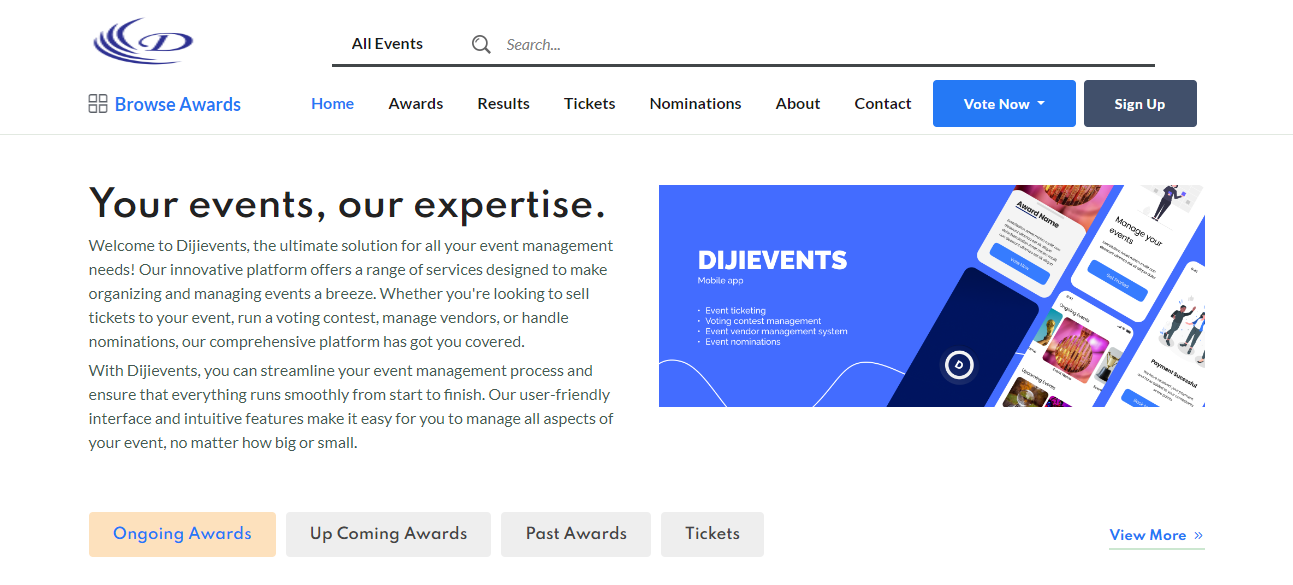 D
All Events
Search...
Browse Awards
Home
Awards
Results
Tickets
Nominations
About
Contact
Vote Now
Sign Up
Your events, our expertise.
Welcome to Dijievents, the ultimate solution for all your event management
needs! Our innovative platform offers a range of services designed to make
organizing and managing events a breeze. Whether you're looking to sell
tickets to your event, run a voting contest, manage vendors, or handle
nominations, our comprehensive platform has got you covered.
With Dijievents, you can streamline your event management process and
ensure that everything runs smoothly from start to finish. Our user-friendly
interface and intuitive features make it easy for you to manage all aspects of
your event, no matter how big or small.
DIJIEVENTS
Mobile app
• Event ticketing
• Voting contest management
• Event vendor management system
• Event nominations
Award Name
Vote Now
Manage your
events
Get Started
D
Ongoing Events
Upcoming Events
Payment Sucessful
Ongoing Awards
Up Coming Awards
Past Awards
Tickets
View More »